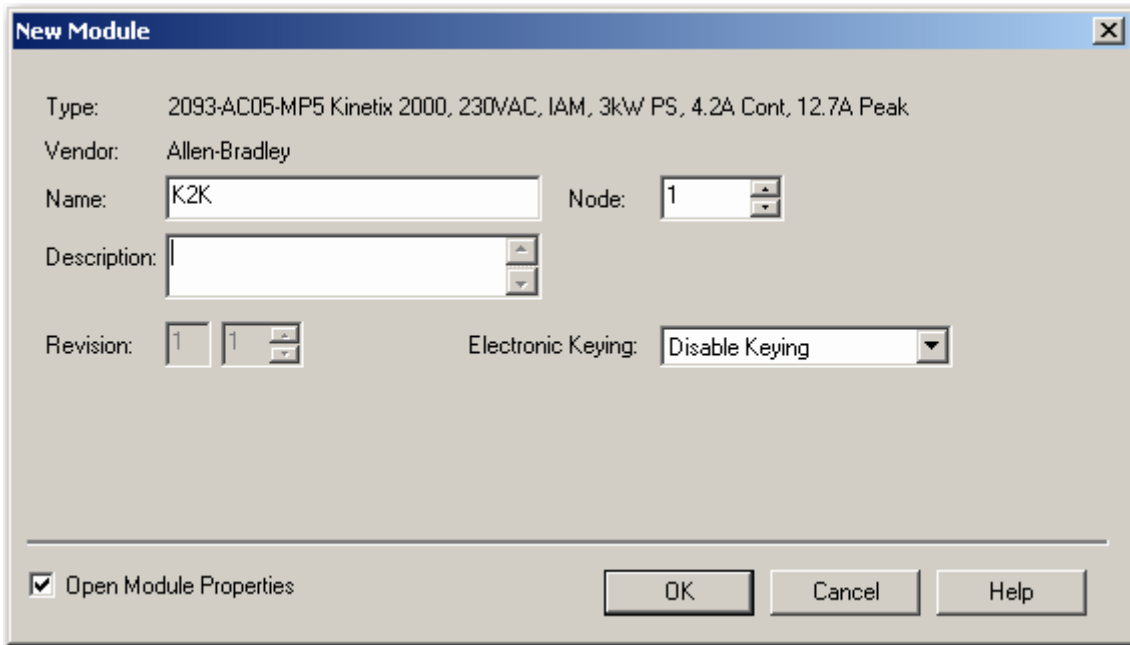 New Module
Type: 2093-AC05-MP5 Kinetix 2000, 230VAC, IAM, 3kW PS, 4.2A Cont, 12.7A Peak
Vendor: Allen-Bradley
Name: K2K Node: 1
Description:
Revision: 1 1 Electronic Keying: Disable Keying
Open Module Properties OK Cancel Help